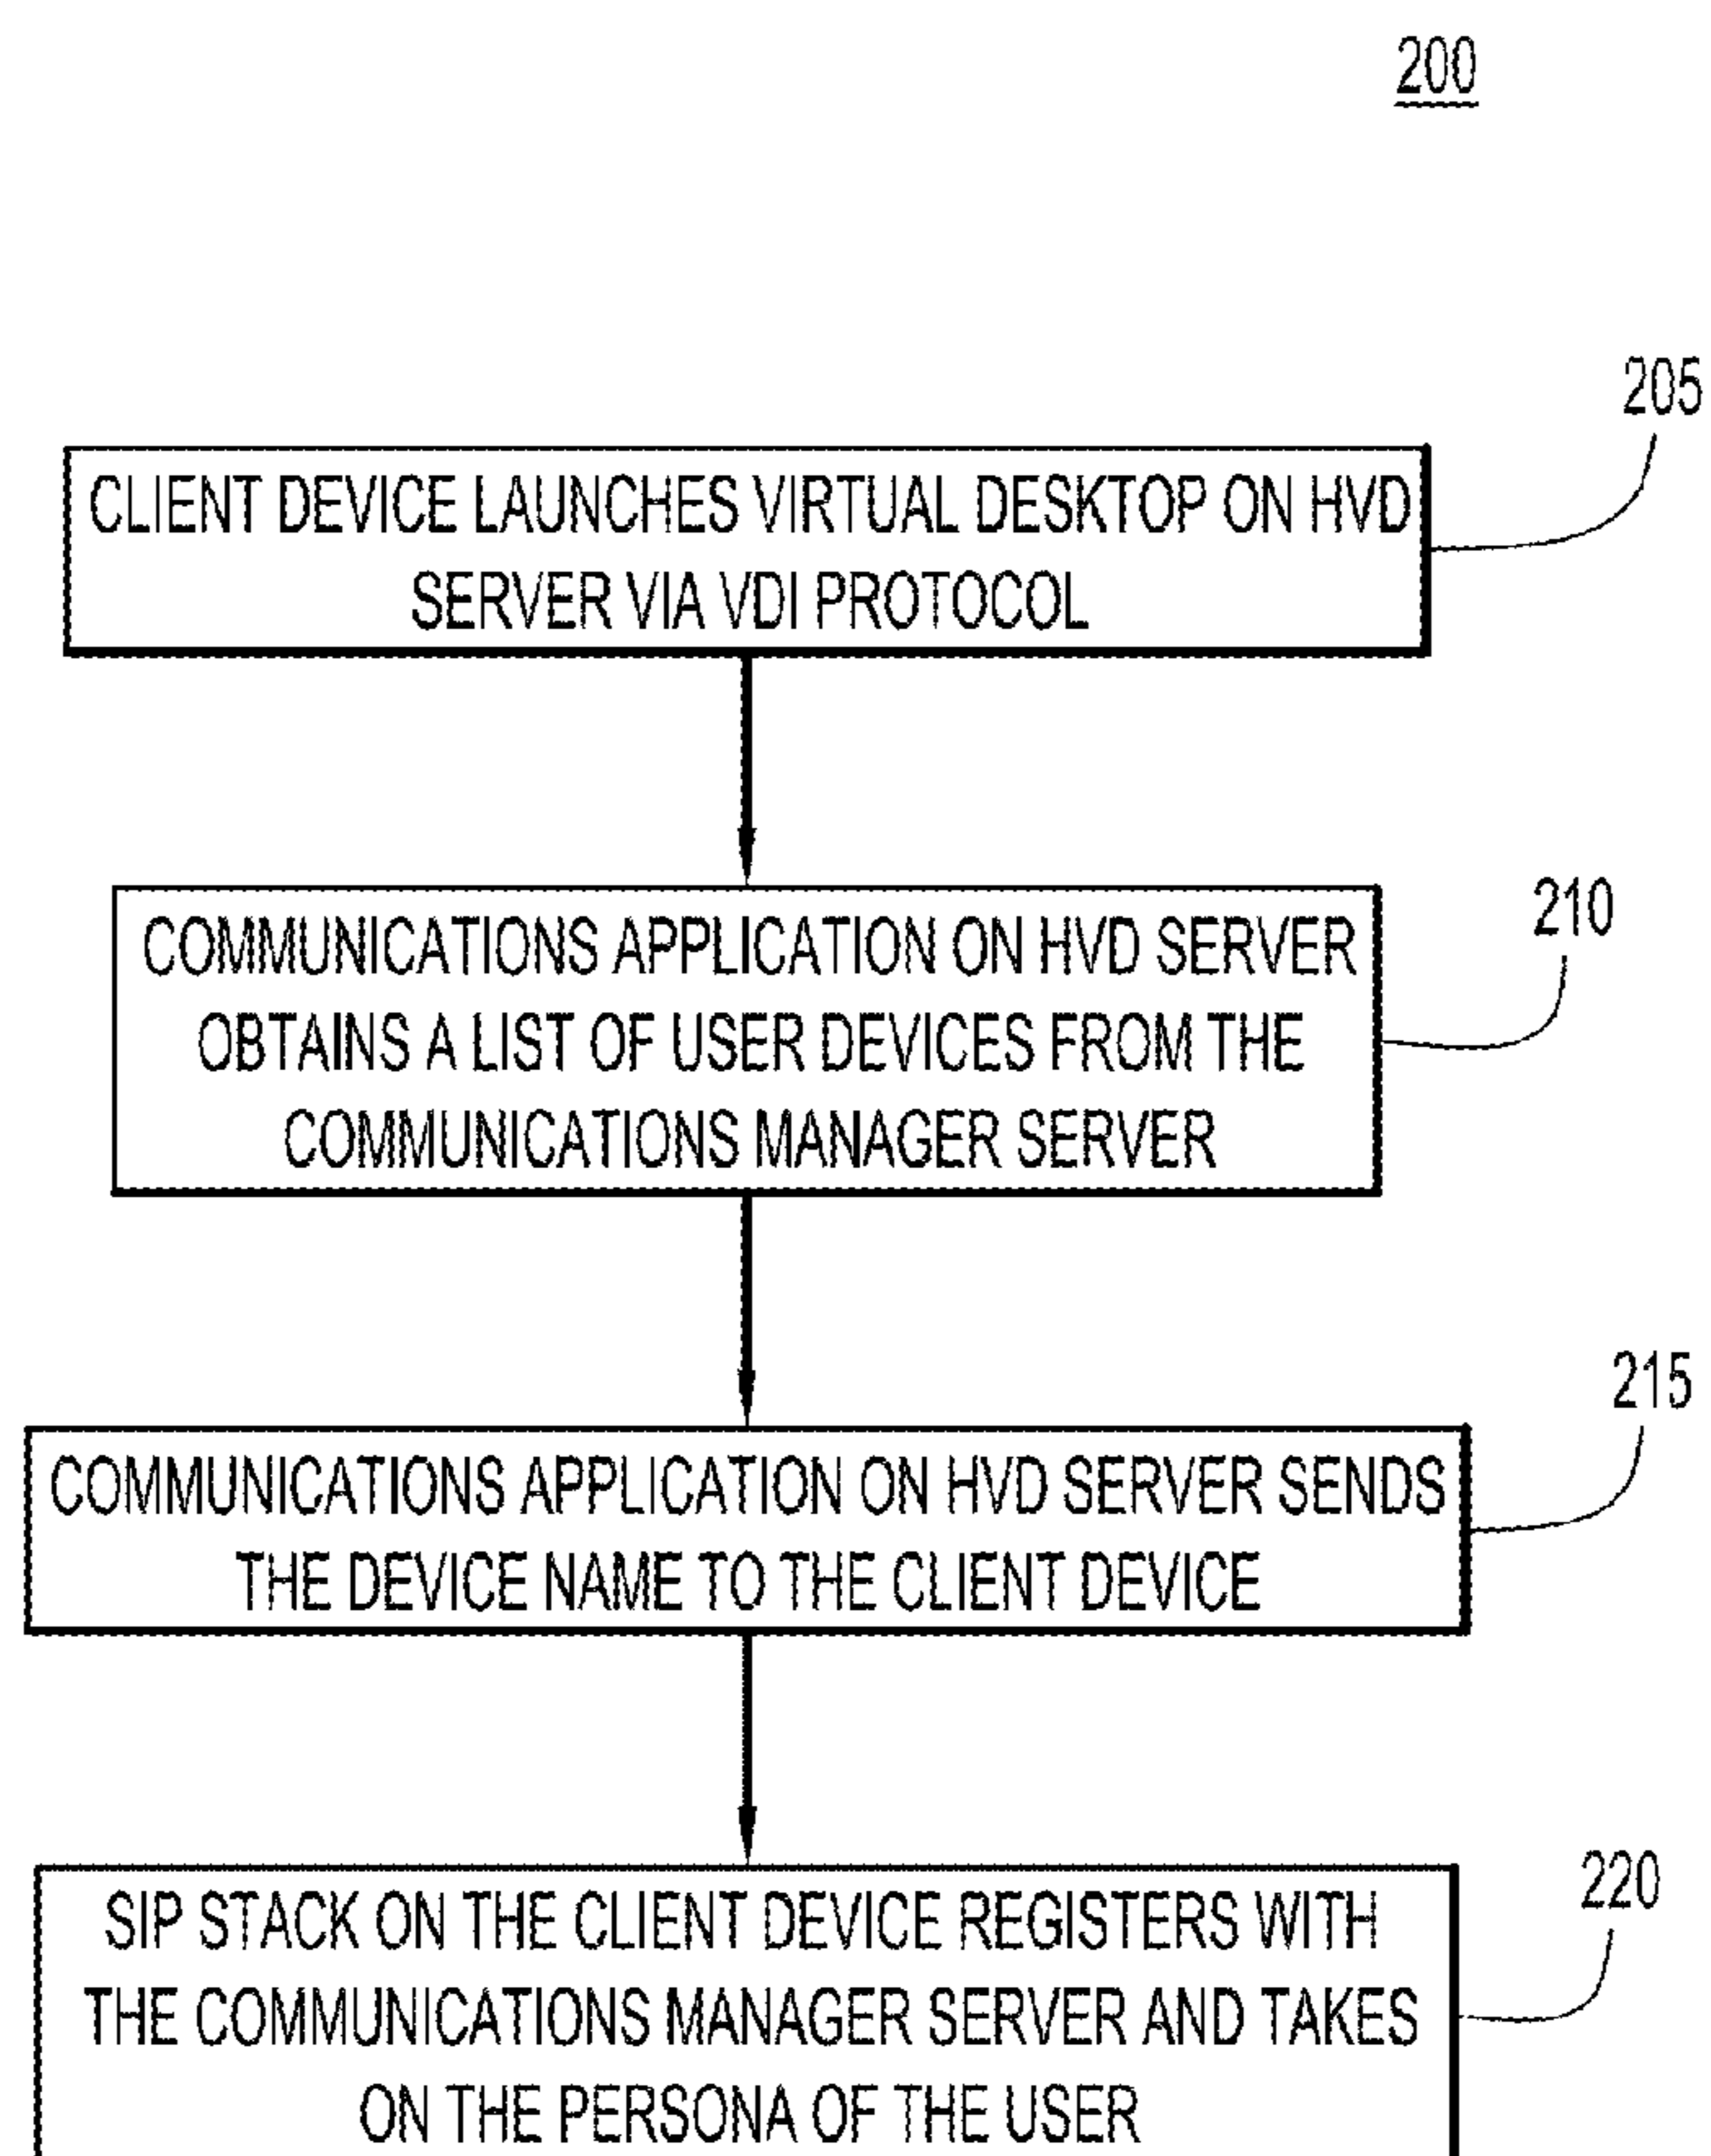 200
205
CLIENT DEVICE LAUNCHES VIRTUAL DESKTOP ON HVD
SERVER VIA VDI PROTOCOL
210
COMMUNICATIONS APPLICATION ON HVD SERVER
OBTAINS A LIST OF USER DEVICES FROM THE
COMMUNICATIONS MANAGER SERVER
215
COMMUNICATIONS APPLICATION ON HVD SERVER SENDS
THE DEVICE NAME TO THE CLIENT DEVICE
220
SIP STACK ON THE CLIENT DEVICE REGISTERS WITH
THE COMMUNICATIONS MANAGER SERVER AND TAKES
ON THE PERSONA OF THE USER